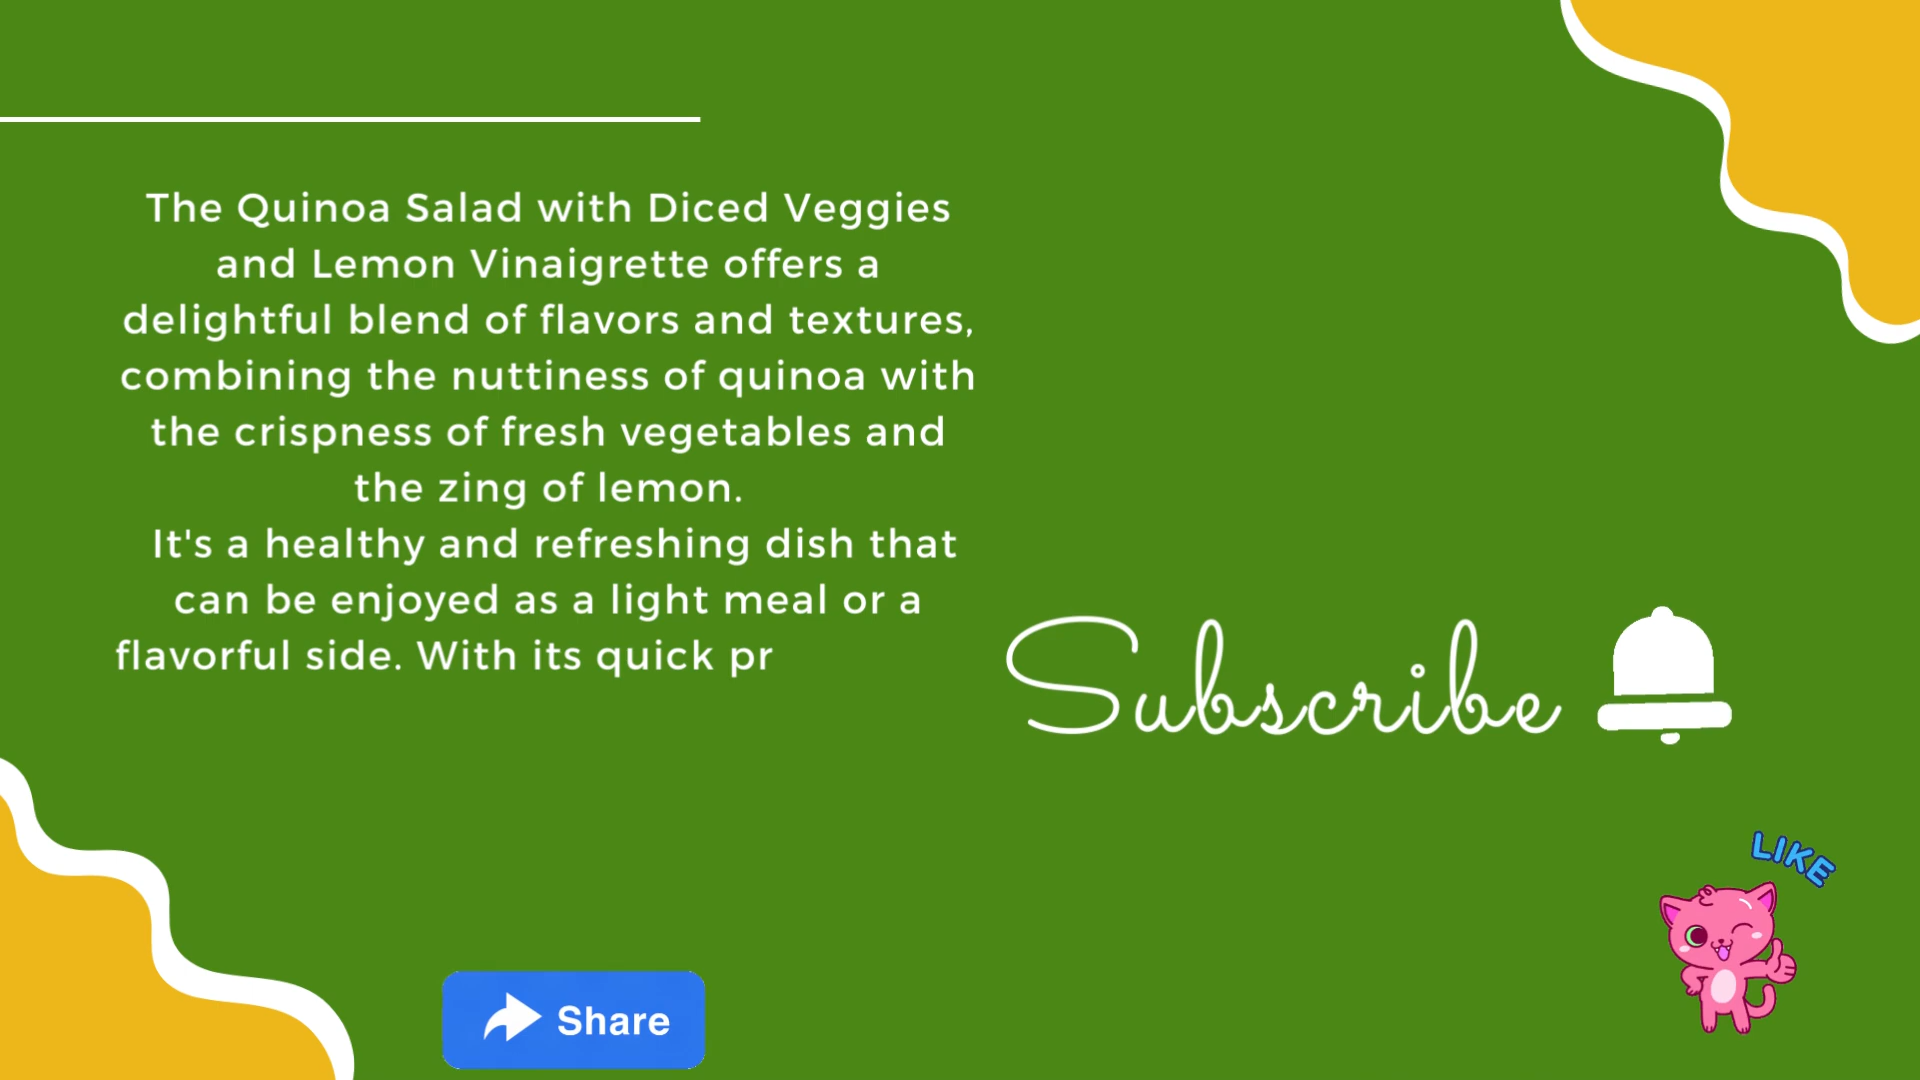 The Quinoa Salad with Diced Veggies
and Lemon Vinaigrette offers a
delightful blend of flavors and textures,
combining the nuttiness of quinoa with
the crispness of fresh vegetables and
the zing of lemon.
It's a healthy and refreshing dish that
can be enjoyed as a light meal or a
flavorful side. With its quick pr
Subscribe
LIKE
Share